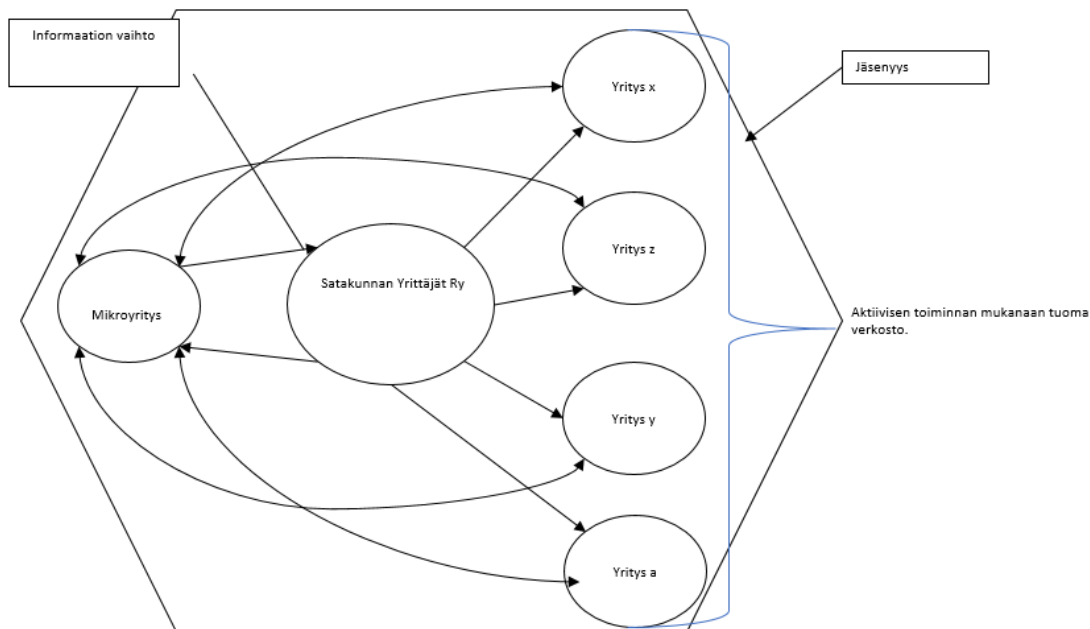 Informaation vaihto
Jäsenyys
Yritys x
Yritys z
Satakunnan Yrittäjät Ry
Mikroyritys
Aktiivisen toiminnan mukanaan tuoma
verkosto.
Yritys y
Yritys a